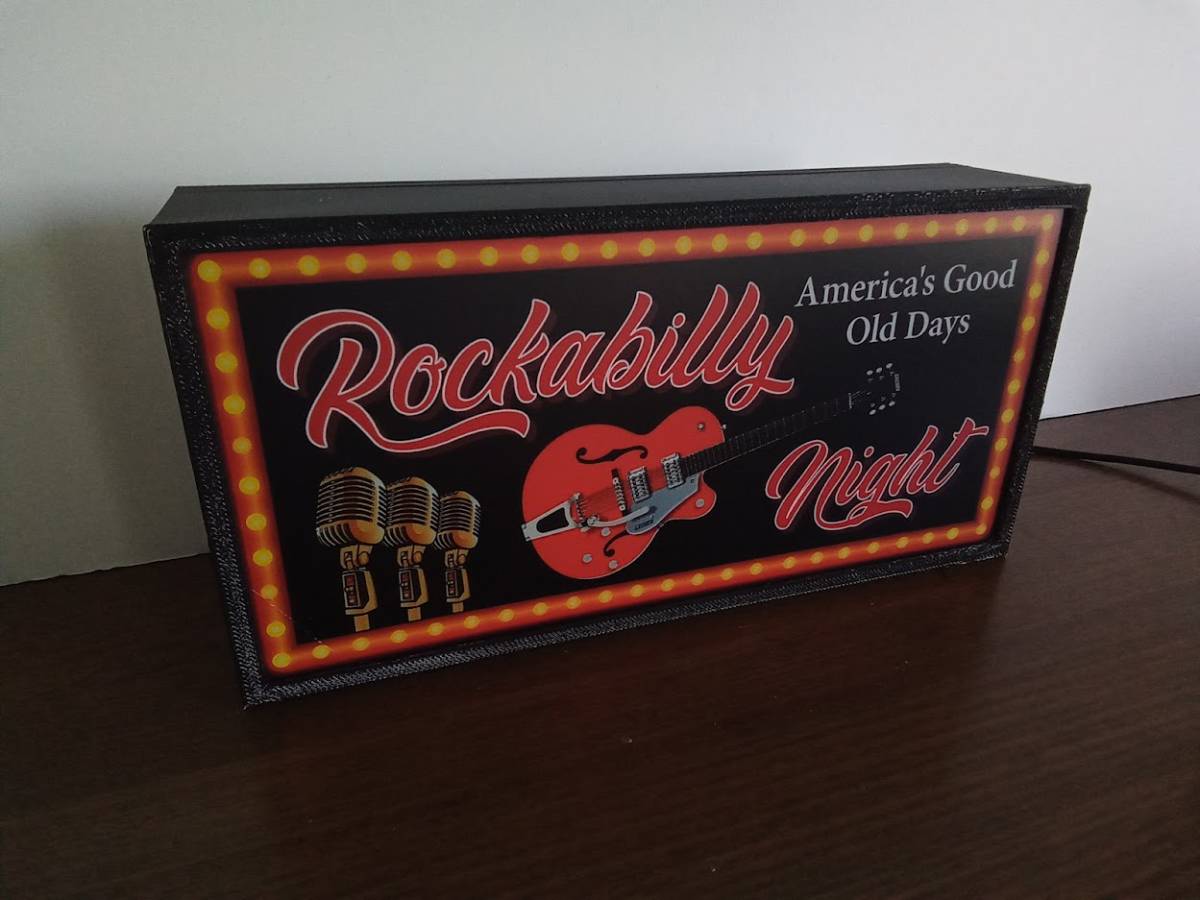 Rockabilly
America's Good
Old Days
Night